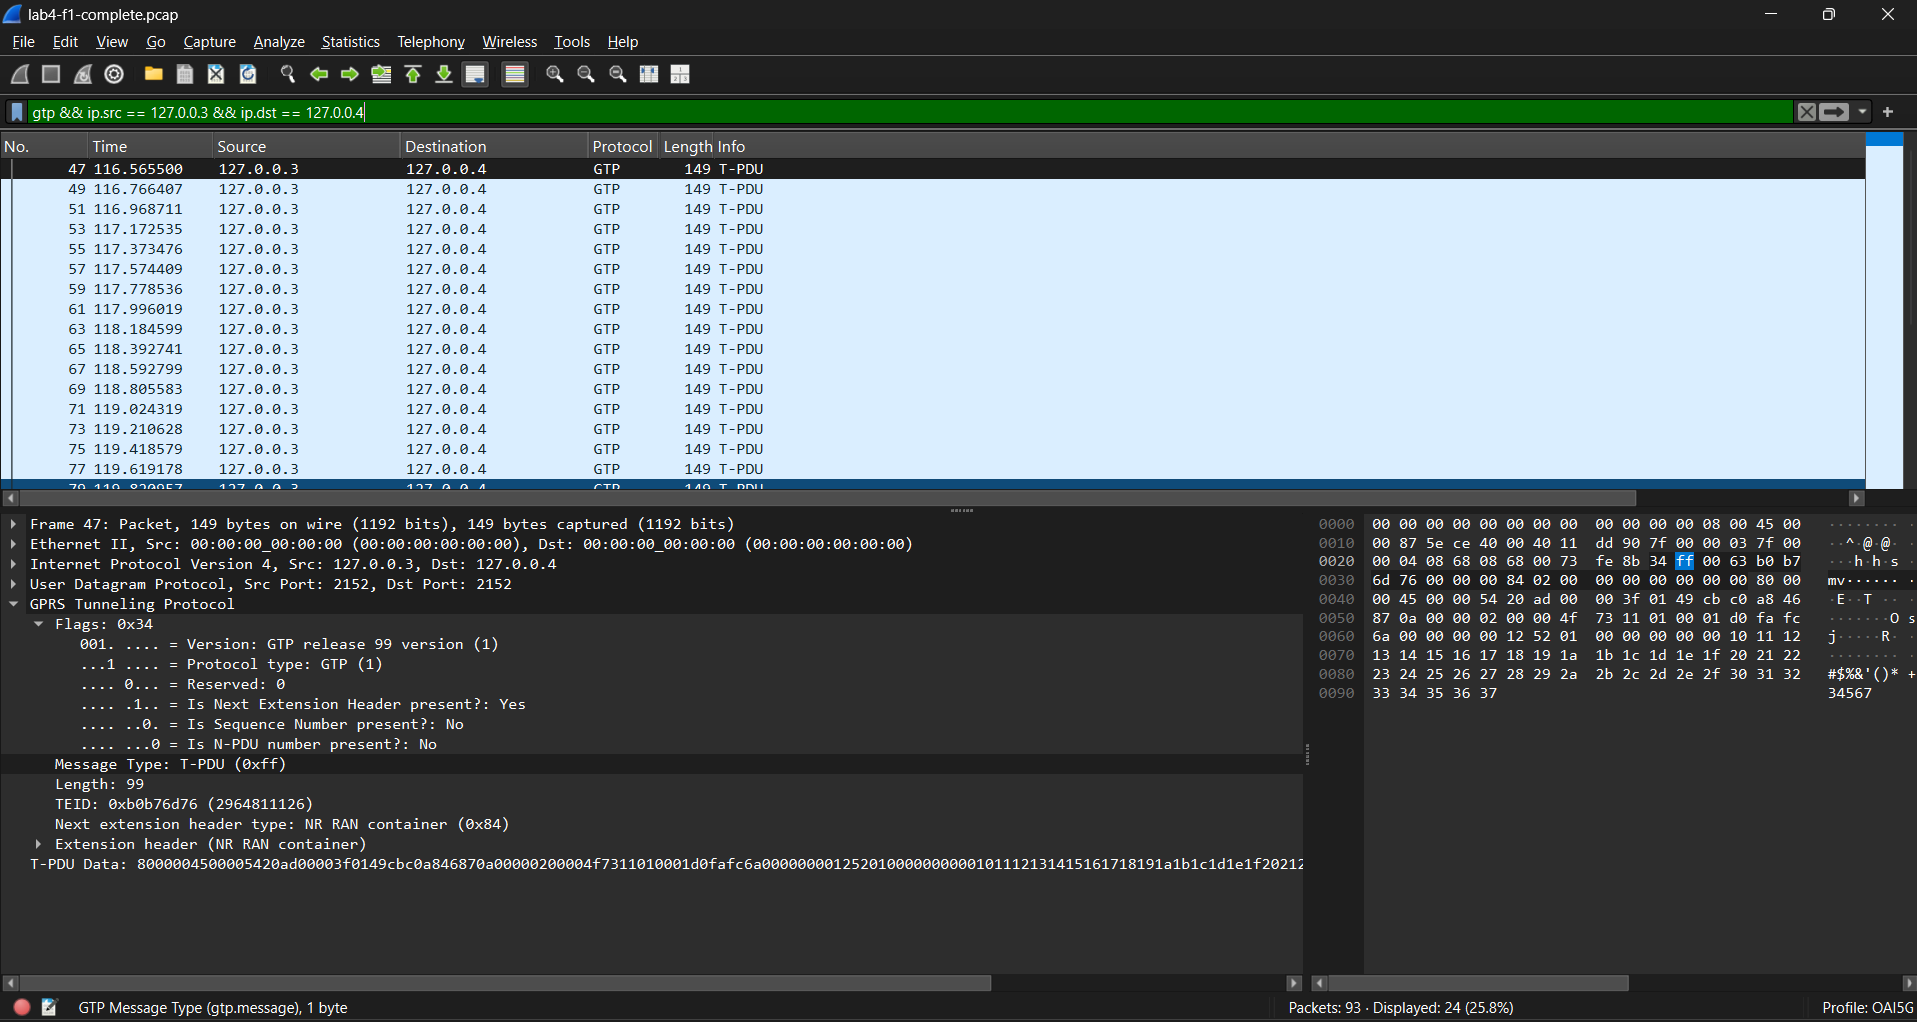 lab4-f1-complete.pcap
File Edit View Go Capture Analyze Statistics Telephony Wireless Tools Help
gtp && ip.src == 127.0.0.3 && ip.dst == 127.0.0.4
No. Time Source Destination Protocol Length Info
47 116.565500 127.0.0.3 127.0.0.4 GTP 149 T-PDU
49 116.766407 127.0.0.3 127.0.0.4 GTP 149 T-PDU
51 116.968711 127.0.0.3 127.0.0.4 GTP 149 T-PDU
53 117.172535 127.0.0.3 127.0.0.4 GTP 149 T-PDU
55 117.373476 127.0.0.3 127.0.0.4 GTP 149 T-PDU
57 117.574409 127.0.0.3 127.0.0.4 GTP 149 T-PDU
59 117.778536 127.0.0.3 127.0.0.4 GTP 149 T-PDU
61 117.996019 127.0.0.3 127.0.0.4 GTP 149 T-PDU
63 118.184599 127.0.0.3 127.0.0.4 GTP 149 T-PDU
65 118.392741 127.0.0.3 127.0.0.4 GTP 149 T-PDU
67 118.592799 127.0.0.3 127.0.0.4 GTP 149 T-PDU
69 118.805583 127.0.0.3 127.0.0.4 GTP 149 T-PDU
71 119.024319 127.0.0.3 127.0.0.4 GTP 149 T-PDU
73 119.210628 127.0.0.3 127.0.0.4 GTP 149 T-PDU
75 119.418579 127.0.0.3 127.0.0.4 GTP 149 T-PDU
77 119.619178 127.0.0.3 127.0.0.4 GTP 149 T-PDU
79 119.820957 127.0.0.3 127.0.0.4 GTP 149 T-PDU
Frame 47: Packet, 149 bytes on wire (1192 bits), 149 bytes captured (1192 bits)
Ethernet II, Src: 00:00:00_00:00:00 (00:00:00:00:00:00), Dst: 00:00:00_00:00:00 (00:00:00:00:00:00)
Internet Protocol Version 4, Src: 127.0.0.3, Dst: 127.0.0.4
User Datagram Protocol, Src Port: 2152, Dst Port: 2152
GPRS Tunneling Protocol
Flags: 0x34
001. .... = Version: GTP release 99 version (1)
...1 .... = Protocol type: GTP (1)
.... 0... = Reserved: 0
.... .1.. = Is Next Extension Header present?: Yes
.... ..0. = Is Sequence Number present?: No
.... ...0 = Is N-PDU number present?: No
Message Type: T-PDU (0xff)
Length: 99
TEID: 0xb0b76d76 (2964811126)
Next extension header type: NR RAN container (0x84)
Extension header (NR RAN container)
T-PDU Data: 8000004500005420ad00003f0149cbc0a846870a00000200004f7311010001d0fafc6a00000000125201000000000010111213141516171819 1a1b1c1d1e1f20212
0000 00 00 00 00 00 00 00 00 00 00 00 00 08 00 45 00 ········ ·
0010 00 87 5e ce 40 00 40 11 dd 90 7f 00 00 03 7f 00 ··^·@·@· ·
0020 00 04 08 68 08 68 00 73 fe 8b 34 ff 00 63 b0 b7 ···h·h·s ·
0030 6d 76 00 00 00 84 02 00 00 00 00 00 00 00 80 00 mv······ ·
0040 00 45 00 00 54 20 ad 00 00 3f 01 49 cb c0 a8 46 ·E··T ·· ·
0050 87 0a 00 00 02 00 00 4f 73 11 01 00 01 d0 fa fc ·······O s
0060 6a 00 00 00 00 12 52 01 00 00 00 00 00 10 11 12 j·····R· ·
0070 13 14 15 16 17 18 19 1a 1b 1c 1d 1e 1f 20 21 22 ········ ·
0080 23 24 25 26 27 28 29 2a 2b 2c 2d 2e 2f 30 31 32 #$%&'()* +
0090 33 34 35 36 37 34567
GTP Message Type (gtp.message), 1 byte
Packets: 93 · Displayed: 24 (25.8%)
Profile: OAI5G